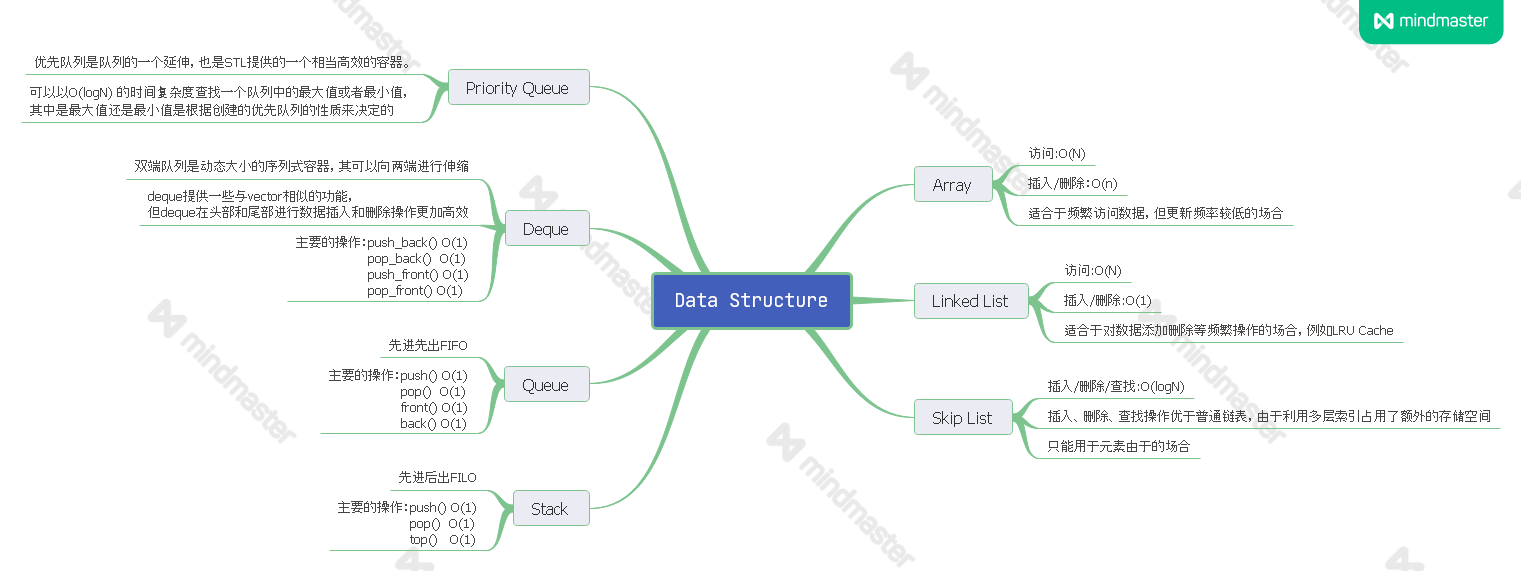 mindmaster
Data Structure
Priority Queue
优先队列是队列的一个延伸，也是STL提供的一个相当高效的容器。
可以以O(logN) 的时间复杂度查找一个队列中的最大值或者最小值，
其中是最大值还是最小值是根据创建的优先队列的性质来决定的
Deque
双端队列是动态大小的序列式容器，其可以向两端进行伸缩
deque提供一些与vector相似的功能，
但deque在头部和尾部进行数据插入和删除操作更加高效
主要的操作:push_back() O(1)
pop_back() O(1)
push_front() O(1)
pop_front() O(1)
Queue
先进先出FIFO
主要的操作:push() O(1)
pop() O(1)
front() O(1)
back() O(1)
Stack
先进后出FILO
主要的操作:push() O(1)
pop() O(1)
top() O(1)
Array
访问:O(N)
插入/删除:O(n)
适合于频繁访问数据，但更新频率较低的场合
Linked List
访问:O(N)
插入/删除:O(1)
适合于对数据添加删除等频繁操作的场合，例如LRU Cache
Skip List
插入/删除/查找:O(logN)
插入、删除、查找操作优于普通链表，由于利用多层索引占用了额外的存储空间
只能用于元素由于的场合
mindmaster
mindmaster
mindmaster
mindmaster
mindmaster
mindmaster
mindmaster